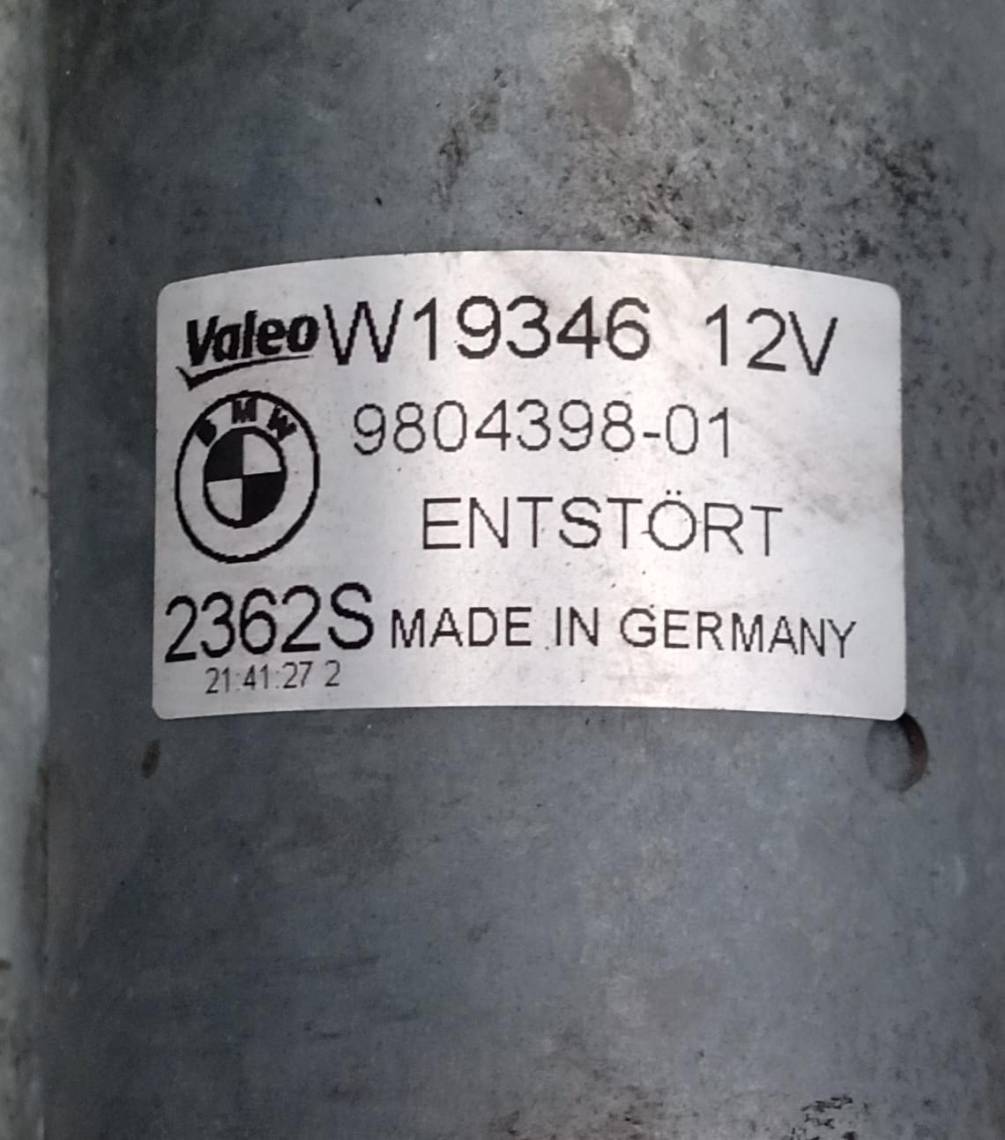 Valeo W19346 12V
BMW 9804398-01
ENTSTÖRT
2362S MADE IN GERMANY
21:41:27 2